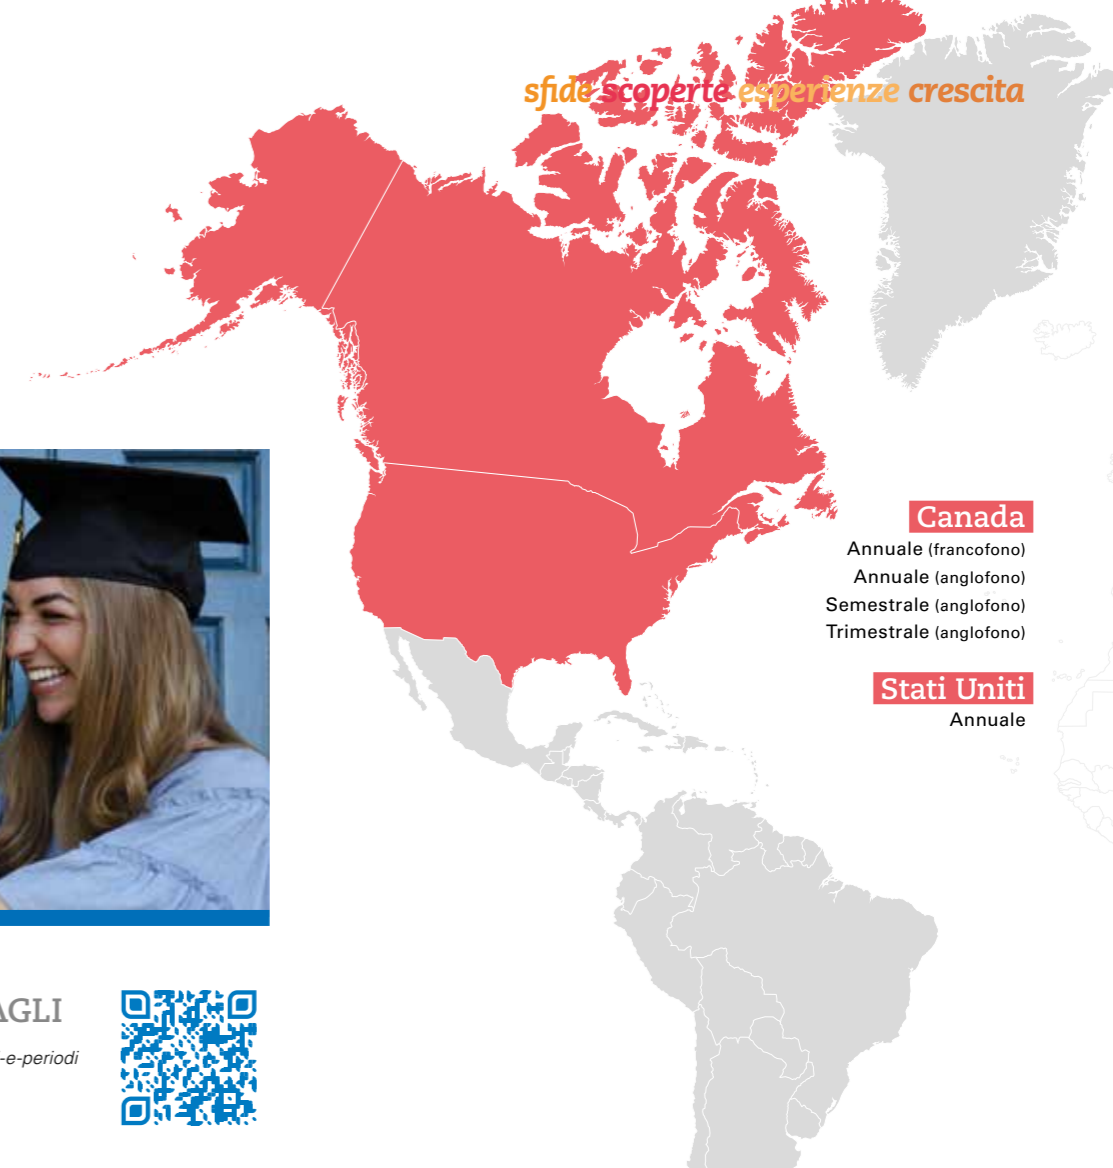 sfide scoperte esperienze crescita
Canada
Annuale (francofono)
Annuale (anglofono)
Semestrale (anglofono)
Trimestrale (anglofono)
Stati Uniti
Annuale
AGLI
-e-periodi